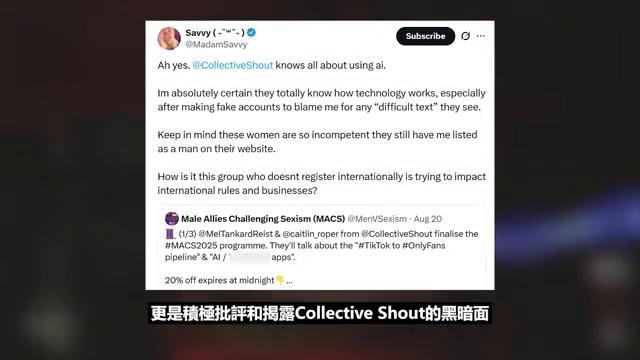 Savvy ( ˶ˆ꒳ˆ˵ )
@MadamSavvy
Subscribe
Ah yes. @CollectiveShout knows all about using ai.
Im absolutely certain they totally know how technology works, especially
after making fake accounts to blame me for any “difficult text” they see.
Keep in mind these women are so incompetent they still have me listed
as a man on their website.
How is it this group who doesnt register internationally is trying to impact
international rules and businesses?
Male Allies Challenging Sexism (MACS) @MenVSexism · Aug 20
🧵 (1/3) @MelTankardReist & @caitlin_roper from @CollectiveShout finalise the
#MACS2025 programme. They'll talk about the "#TikTok to #OnlyFans
pipeline" & "AI / apps".
20% off expires at midnight👇...
更是積極批評和揭露Collective Shout的黑暗面